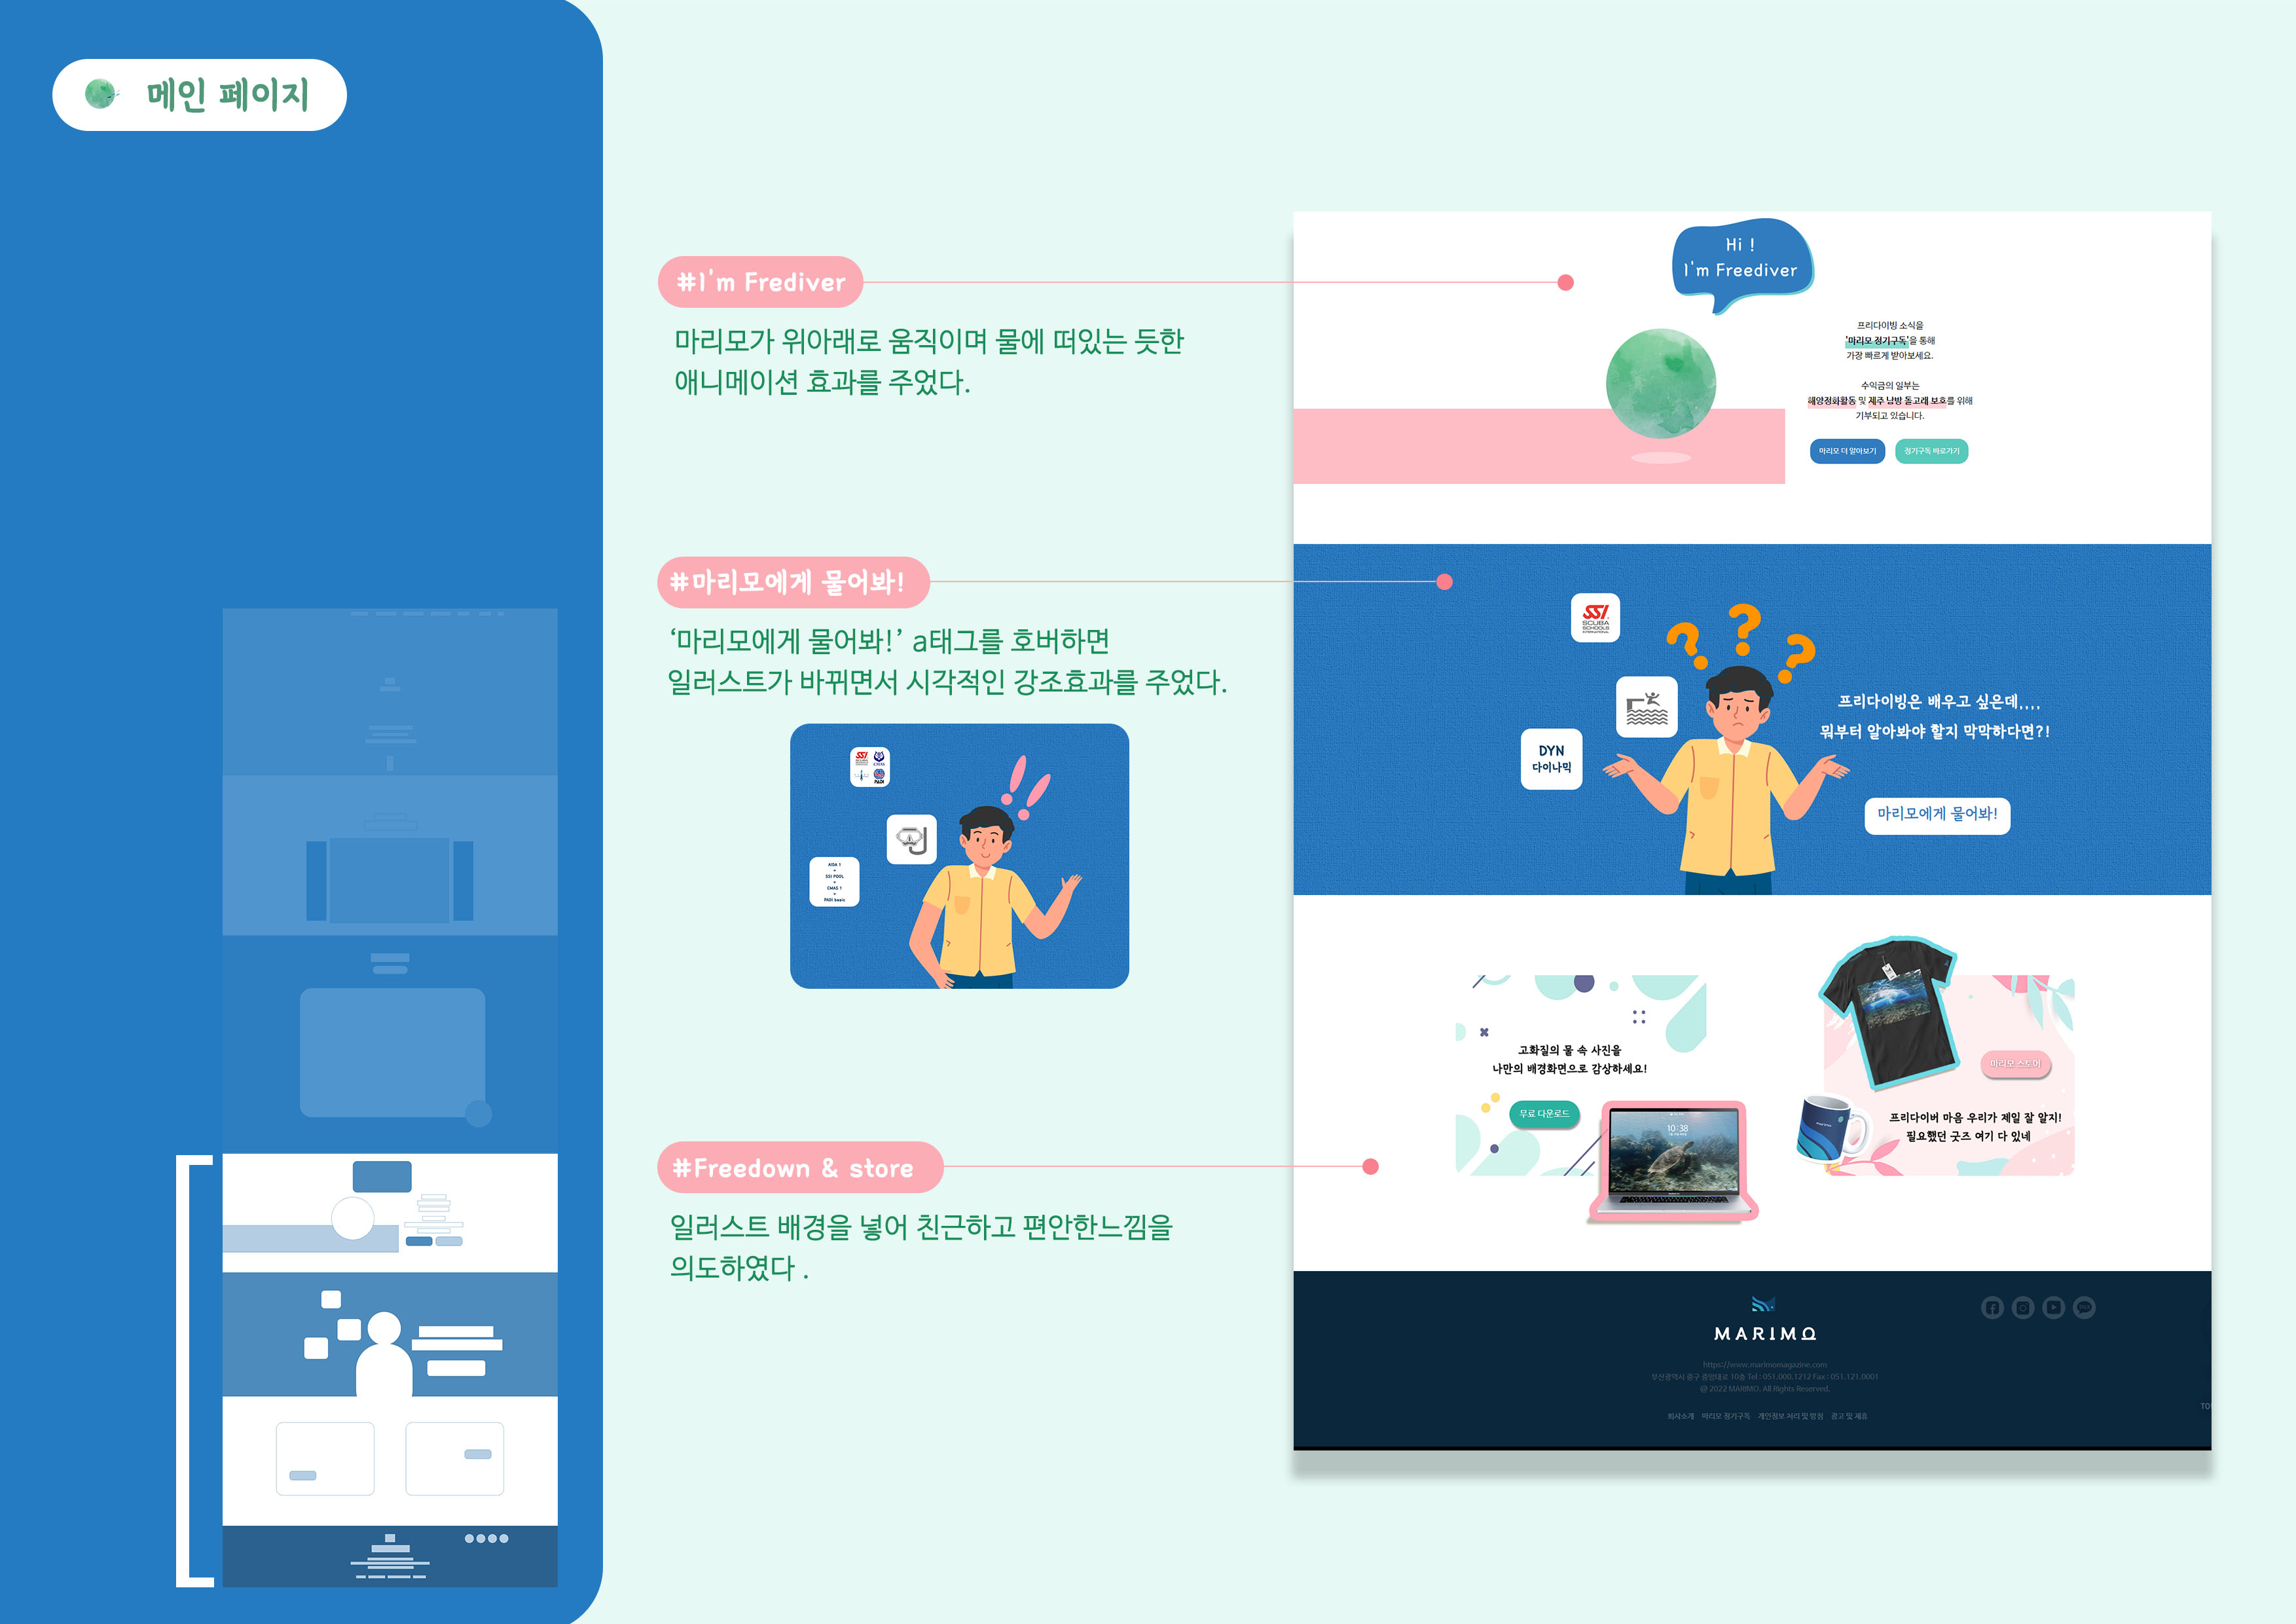 메인 페이지
#I'm Frediver
마리모가 위아래로 움직이며 물에 떠있는 듯한
애니메이션 효과를 주었다.
#마리모에게 물어봐!
‘마리모에게 물어봐!’ a태그를 호버하면
일러스트가 바뀌면서 시각적인 강조효과를 주었다.
SSI
CMAS
PADI
AIDA 1
SSI POOL
CMAS 1
PADI basic
#Freedown & store
일러스트 배경을 넣어 친근하고 편안한느낌을
의도하였다 .
Hi !
I'm Freediver
프리다이빙 소식을
'마리모 정기구독'을 통해
가장 빠르게 받아보세요.
수익금의 일부는
해양정화활동 및 제주 남방 돌고래 보호를 위해
기부되고 있습니다.
마리모 더 알아보기
정기구독 바로가기
SSI
SCUBA
SCHOOLS
INTERNATIONAL
DYN
다이나믹
프리다이빙은 배우고 싶은데,,,,
뭐부터 알아봐야 할지 막막하다면?!
마리모에게 물어봐!
고화질의 물 속 사진을
나만의 배경화면으로 감상하세요!
무료 다운로드
10:38
마리모 스토어
프리다이버 마음 우리가 제일 잘 알지!
필요했던 굿즈 여기 다 있네
MARIMO
https://www.marimomagazine.com
부산광역시 중구 중앙대로 10층 Tel : 051.000.1212 Fax : 051.121.0001
@ 2022 MARIMO. All Rights Reserved.
회사소개 마리모 정기구독 개인정보 처리 및 방침 광고 및 제휴